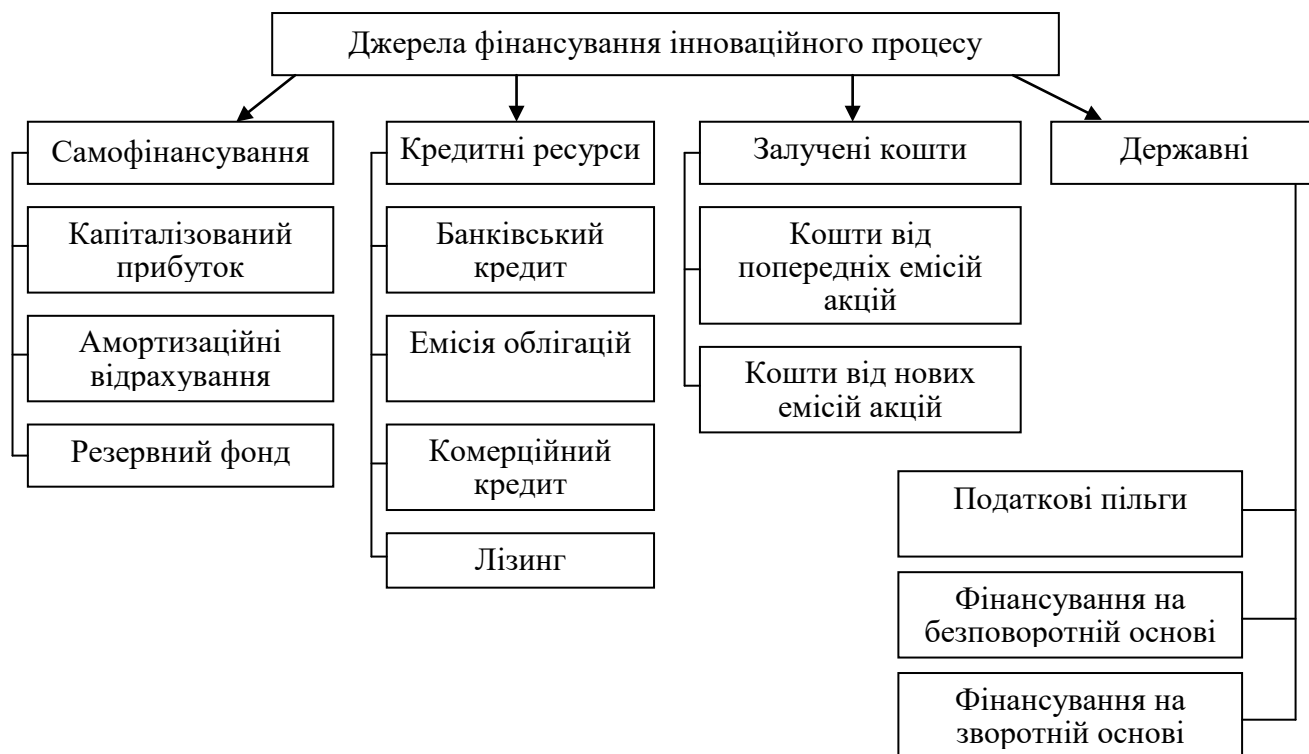 Джерела фінансування інноваційного процесу
Самофінансування
Капіталізований
прибуток
Амортизаційні
відрахування
Резервний фонд
Кредитні ресурси
Банківський
кредит
Емісія облігацій
Комерційний
кредит
Лізинг
Залучені кошти
Кошти від
попередніх емісій
акцій
Кошти від нових
емісій акцій
Державні
Податкові пільги
Фінансування на
безповоротній основі
Фінансування на
зворотній основі